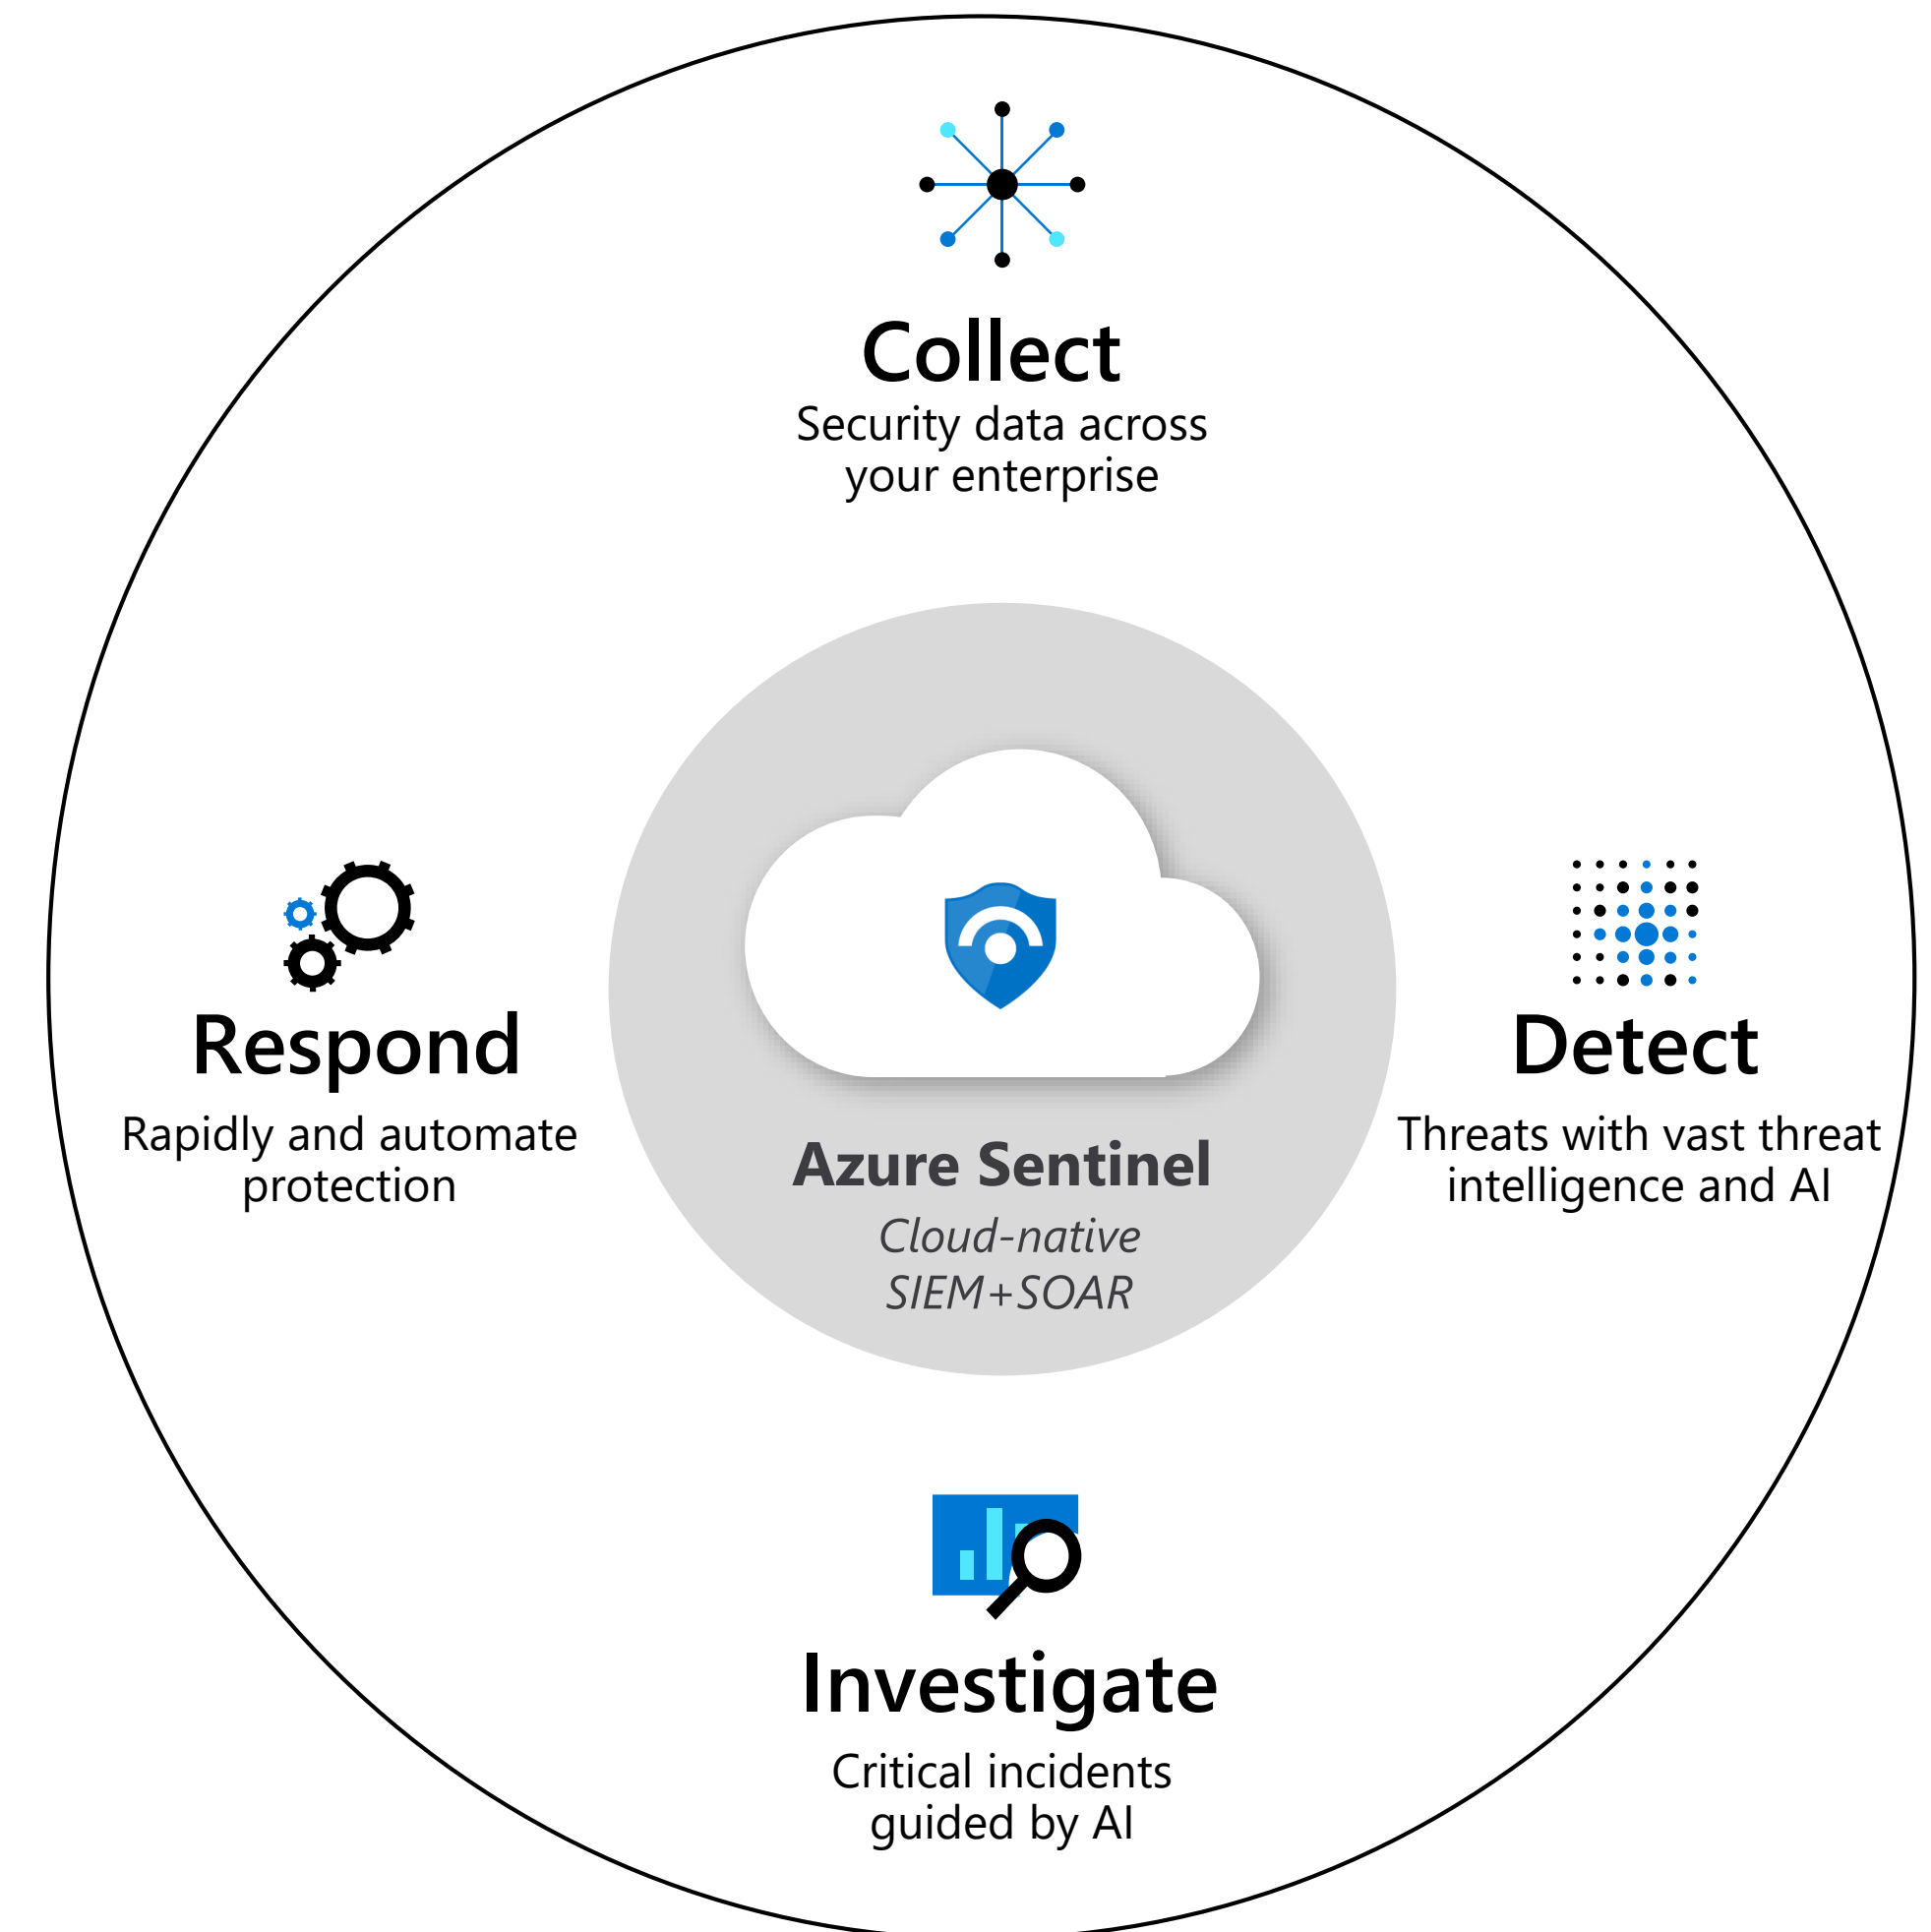 Collect
Security data across
your enterprise
Respond
Rapidly and automate
protection
Azure Sentinel
Cloud-native
SIEM+SOAR
Detect
Threats with vast threat
intelligence and AI
Investigate
Critical incidents
guided by AI